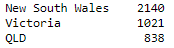 New South Wales    2140
Victoria           1021
QLD                 838